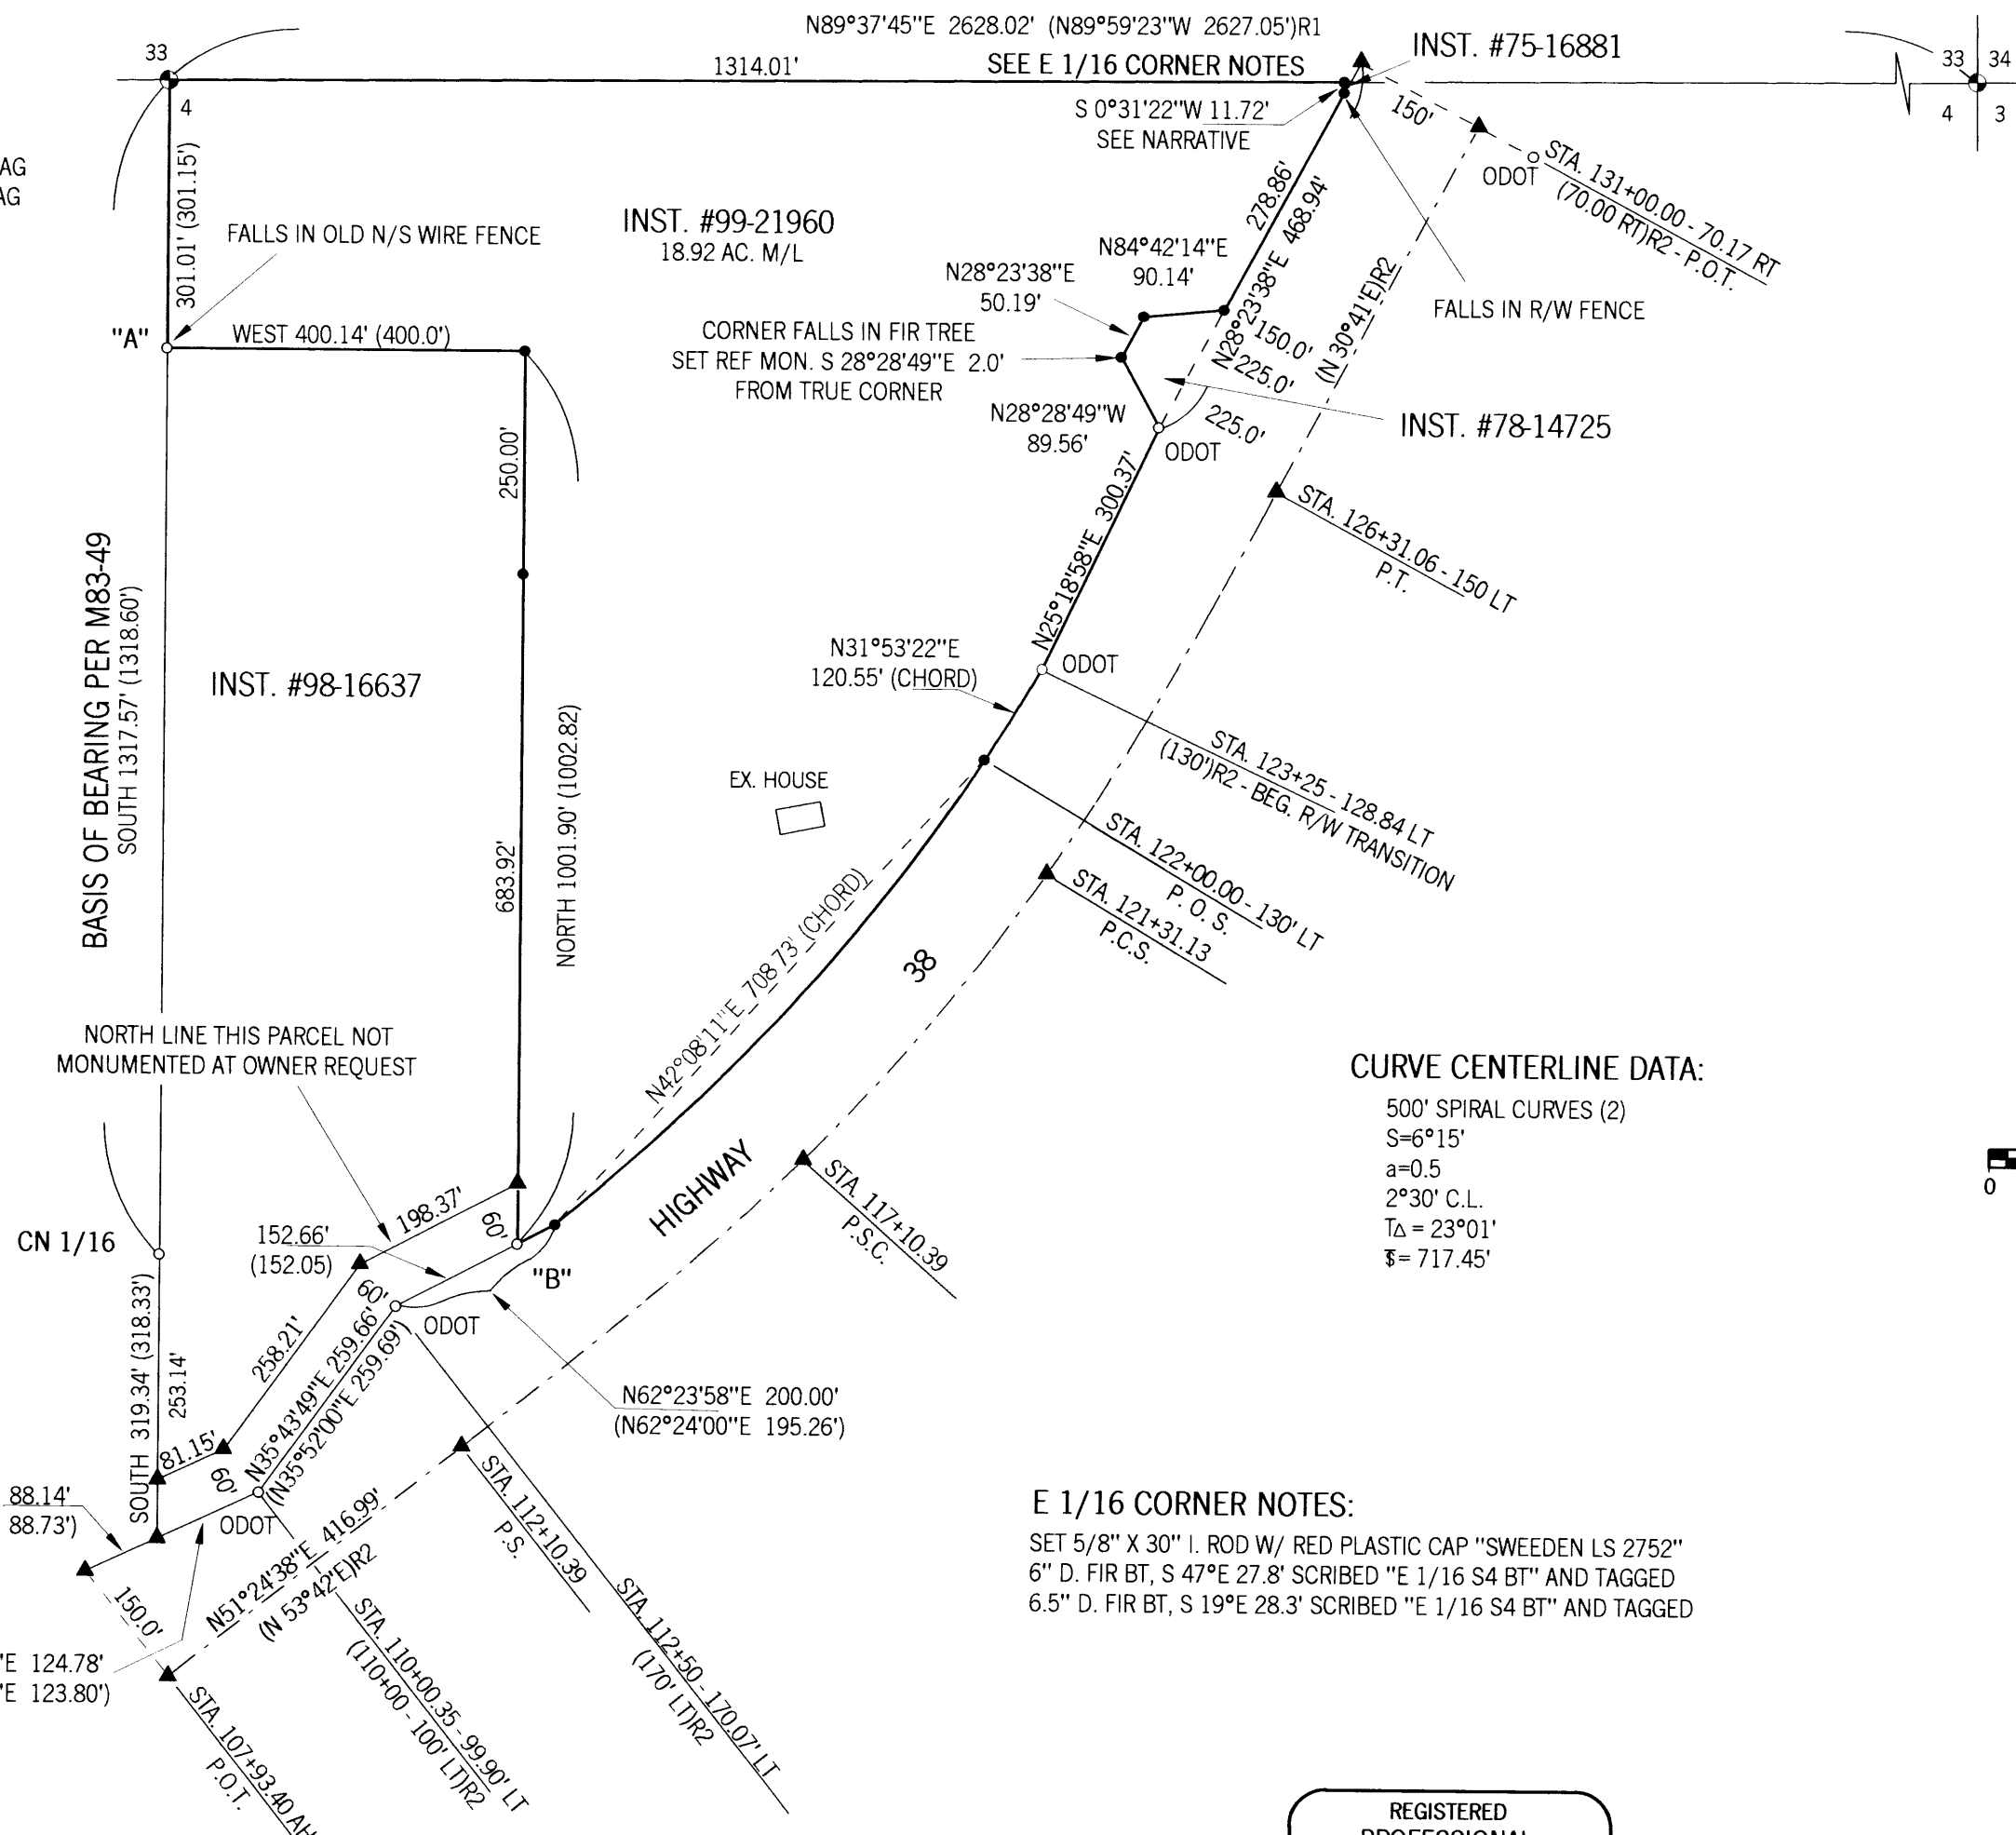 N89°37'45"E 2628.02' (N89°59'23"W 2627.05')R1
33
4
1314.01'
SEE E 1/16 CORNER NOTES
INST. #75-16881
33 34
4 3
S 0°31'22"W 11.72'
SEE NARRATIVE
150'
ODOT
STA. 131+00.00 - 70.17 RT
(70.00 RT)R2 - P.O.T.
AG
AG
301.01' (301.15')
FALLS IN OLD N/S WIRE FENCE
INST. #99-21960
18.92 AC. M/L
278.86'
N28°23'38"E 468.94'
N84°42'14"E
90.14'
N28°23'38"E
50.19'
(N 30°41'E)R2
FALLS IN R/W FENCE
"A"
WEST 400.14' (400.0')
CORNER FALLS IN FIR TREE
SET REF MON. S 28°28'49"E 2.0'
FROM TRUE CORNER
150.0'
225.0'
225.0'
N28°28'49"W
89.56'
ODOT
INST. #78-14725
250.00'
N25°18'58"E 300.37'
STA. 126+31.06 - 150 LT
P.T.
BASIS OF BEARING PER M83-49
SOUTH 1317.57' (1318.60')
INST. #98-16637
N31°53'22"E
120.55' (CHORD)
ODOT
683.92'
NORTH 1001.90' (1002.82)
EX. HOUSE
STA. 123+25 - 128.84 LT
(130')R2 - BEG. R/W TRANSITION
STA. 122+00.00 - 130' LT
P. O. S.
STA. 121+31.13
P.C.S.
N42°08'11"E 708.73' (CHORD)
38
HIGHWAY
NORTH LINE THIS PARCEL NOT
MONUMENTED AT OWNER REQUEST
CURVE CENTERLINE DATA:
500' SPIRAL CURVES (2)
S=6°15'
a=0.5
2°30' C.L.
T∆ = 23°01'
= 717.45'
0
STA. 117+10.39
P.S.C.
CN 1/16
198.37'
152.66'
(152.05)
60'
"B"
60'
ODOT
258.21'
N35°43'49"E 259.66'
(N35°52'00"E 259.69')
SOUTH 319.34' (318.33')
253.14'
N62°23'58"E 200.00'
(N62°24'00"E 195.26')
81.15'
60'
88.14'
88.73')
ODOT
STA. 112+10.39
P.S.
N51°24'38"E 416.99'
(N 53°42'E)R2
150.0'
'E 124.78'
'E 123.80')
STA. 112+50 - 170.07' LT
(170' LT)R2
STA. 110+00.35 - 99.90' LT
(110+00 - 100' LT)R2
STA. 107+93.40 AH
P.O.T.
E 1/16 CORNER NOTES:
SET 5/8" X 30" I. ROD W/ RED PLASTIC CAP "SWEEDEN LS 2752"
6" D. FIR BT, S 47°E 27.8' SCRIBED "E 1/16 S4 BT" AND TAGGED
6.5" D. FIR BT, S 19°E 28.3' SCRIBED "E 1/16 S4 BT" AND TAGGED
REGISTERED
PROFESSIONAL